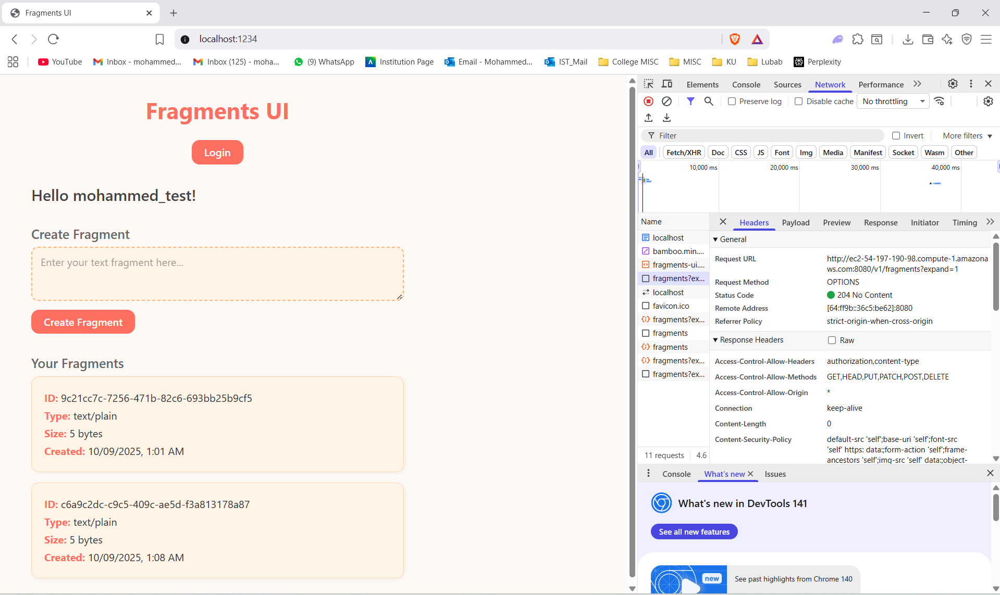 Fragments UI
localhost:1234
YouTube
Inbox - mohammed...
Inbox (125) - moha...
(9) WhatsApp
Institution Page
Email - Mohammed...
IST_Mail
College MISC
MISC
KU
Lubab
Perplexity
Fragments UI
Login
Hello mohammed_test!
Create Fragment
Enter your text fragment here...
Create Fragment
Your Fragments
ID: 9c21cc7c-7256-471b-82c6-693bb25b9cf5
Type: text/plain
Size: 5 bytes
Created: 10/09/2025, 1:01 AM
ID: c6a9c2dc-c9c5-409c-ae5d-f3a813178a87
Type: text/plain
Size: 5 bytes
Created: 10/09/2025, 1:08 AM
Elements Console Sources Network Performance
Preserve log Disable cache No throttling
Filter Invert More filters
All Fetch/XHR Doc CSS JS Font Img Media Manifest Socket Wasm Other
10,000 ms 20,000 ms 30,000 ms 40,000 ms
Name
localhost
bamboo.min....
fragments-ui....
fragments?ex...
localhost
favicon.ico
fragments?ex...
fragments
fragments
fragments?ex...
fragments?ex...
11 requests 4.6
Headers Payload Preview Response Initiator Timing
General
Request URL http://ec2-54-197-190-98.compute-1.amazona
ws.com:8080/v1/fragments?expand=1
Request Method OPTIONS
Status Code 204 No Content
Remote Address [64:ff9b::36c5:be62]:8080
Referrer Policy strict-origin-when-cross-origin
Response Headers Raw
Access-Control-Allow-Headers authorization,content-type
Access-Control-Allow-Methods GET,HEAD,PUT,PATCH,POST,DELETE
Access-Control-Allow-Origin *
Connection keep-alive
Content-Length 0
Content-Security-Policy default-src 'self';base-uri 'self';font-src
'self' https: data:;form-action 'self';frame-
ancestors 'self';img-src 'self' data:;object-
Console What's new Issues
What's new in DevTools 141
See all new features
new
See past highlights from Chrome 140